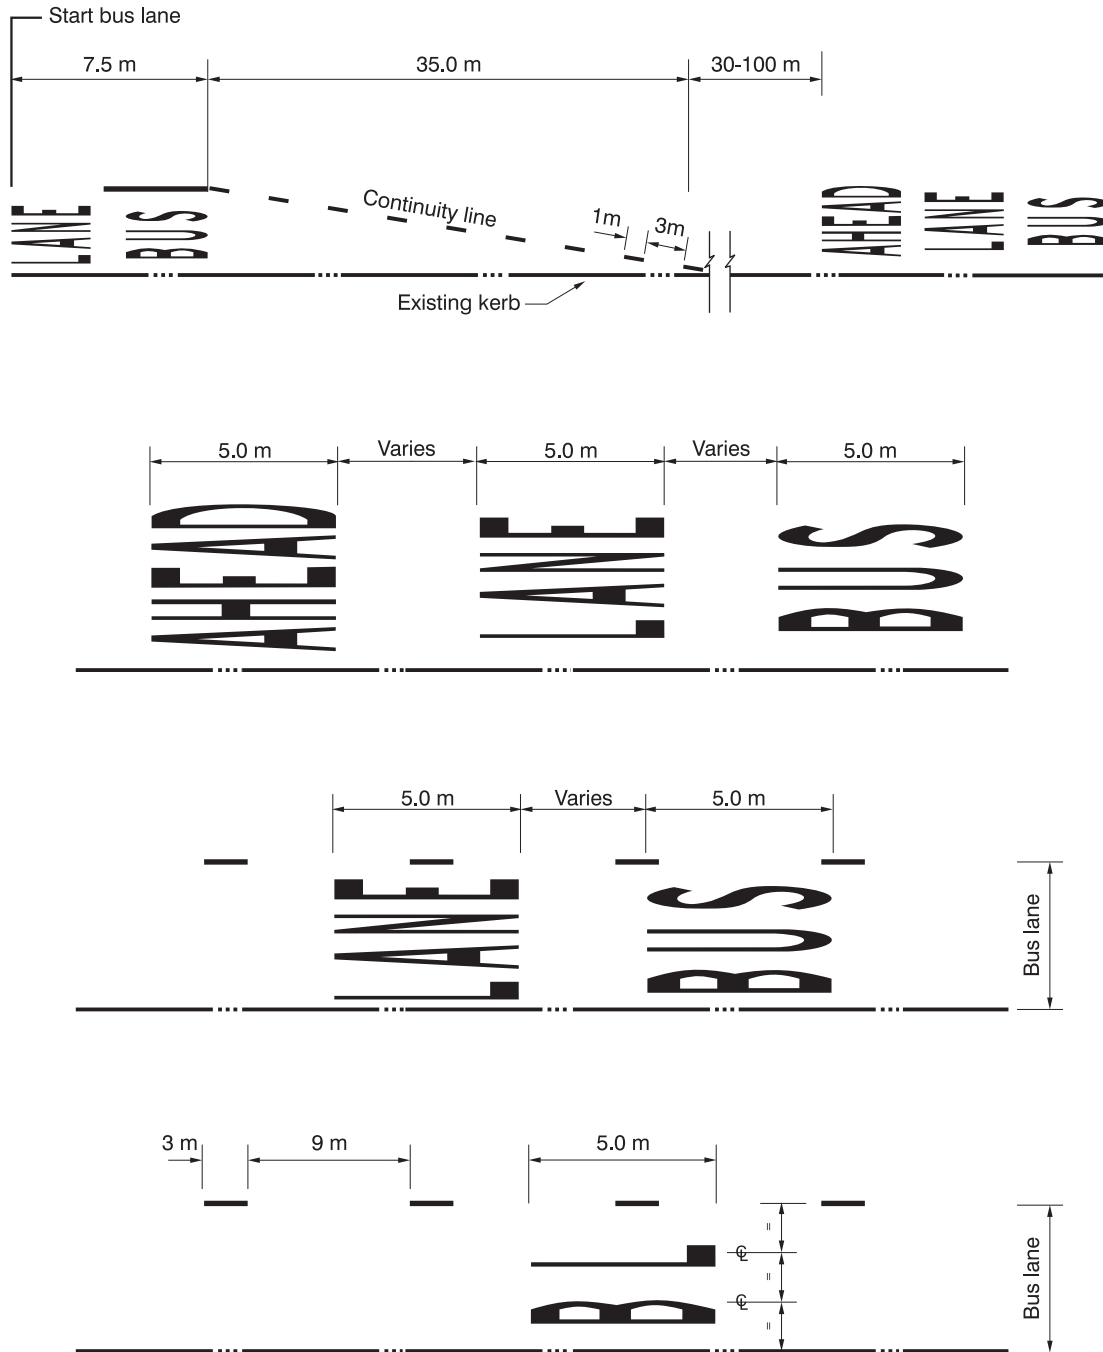 Start bus lane
7.5 m 35.0 m 30-100 m
LANE BUS Continuity line 1m 3m AHEAD LANE BUS
Existing kerb
5.0 m Varies 5.0 m Varies 5.0 m
AHEAD LANE BUS
5.0 m Varies 5.0 m
LANE BUS Bus lane
3 m 9 m 5.0 m
=
℄
L =
℄
B =
Bus lane